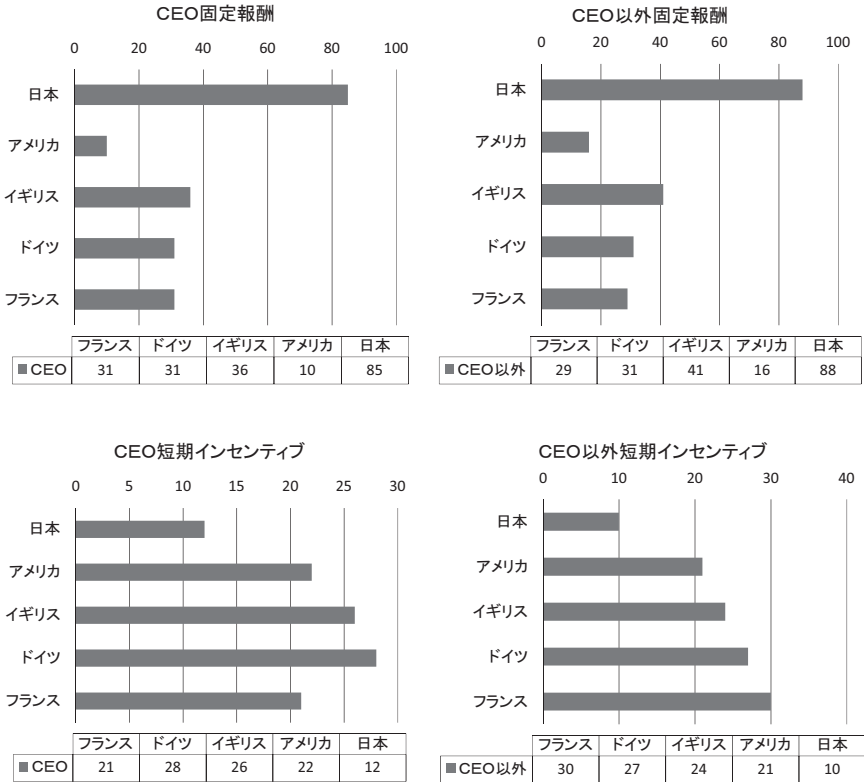 CEO固定報酬
0 20 40 60 80 100
日本
アメリカ
イギリス
ドイツ
フランス
フランス ドイツ イギリス アメリカ 日本
CEO 31 31 36 10 85
CEO以外固定報酬
0 20 40 60 80 100
日本
アメリカ
イギリス
ドイツ
フランス
フランス ドイツ イギリス アメリカ 日本
CEO以外 29 31 41 16 88
CEO短期インセンティブ
0 5 10 15 20 25 30
日本
アメリカ
イギリス
ドイツ
フランス
フランス ドイツ イギリス アメリカ 日本
CEO 21 28 26 22 12
CEO以外短期インセンティブ
0 10 20 30 40
日本
アメリカ
イギリス
ドイツ
フランス
フランス ドイツ イギリス アメリカ 日本
CEO以外 30 27 24 21 10